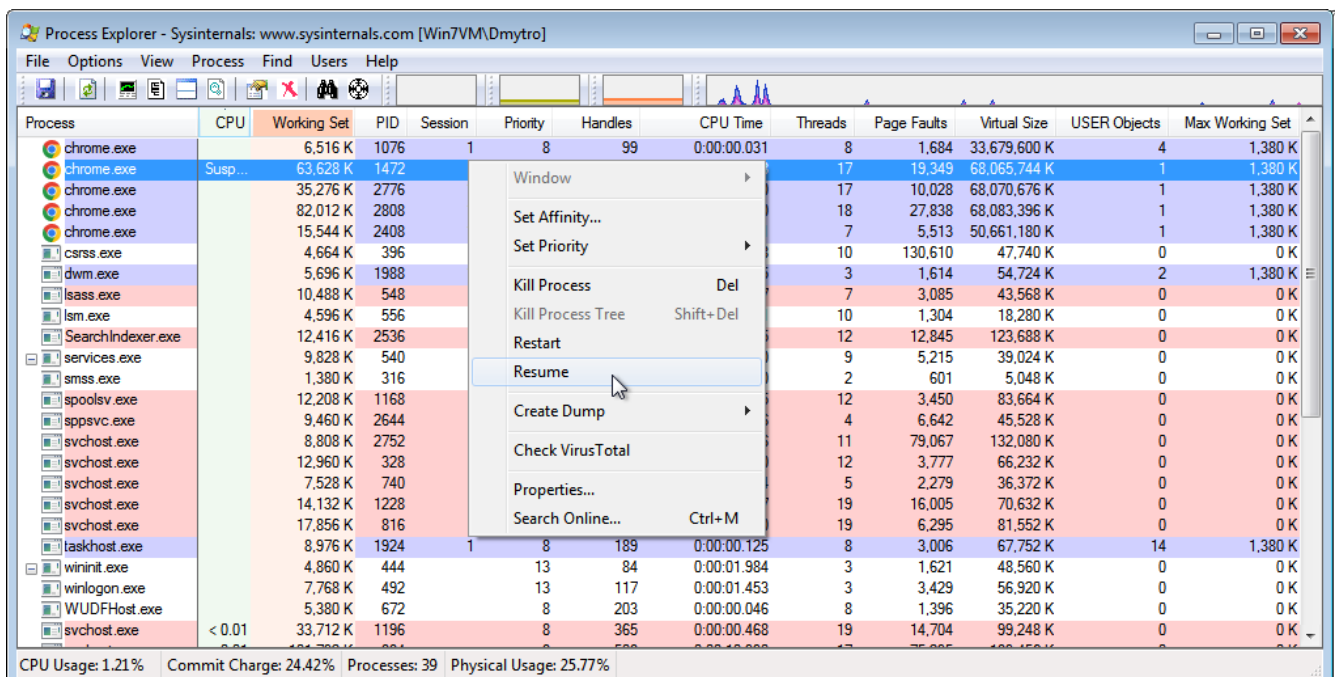 Process Explorer - Sysinternals: www.sysinternals.com [Win7VM\Dmytro]
File Options View Process Find Users Help
Process CPU Working Set PID Session Priority Handles CPU Time Threads Page Faults Virtual Size USER Objects Max Working Set
chrome.exe 6,516 K 1076 1 8 99 0:00:00.031 8 1,684 33,679,600 K 4 1,380 K
chrome.exe Susp... 63,628 K 1472 17 19,349 68,065,744 K 1 1,380 K
chrome.exe 35,276 K 2776 17 10,028 68,070,676 K 1 1,380 K
chrome.exe 82,012 K 2808 18 27,838 68,083,396 K 1 1,380 K
chrome.exe 15,544 K 2408 7 5,513 50,661,180 K 1 1,380 K
csrss.exe 4,664 K 396 10 130,610 47,740 K 0 0 K
dwm.exe 5,696 K 1988 3 1,614 54,724 K 2 1,380 K
lsass.exe 10,488 K 548 7 3,085 43,568 K 0 0 K
lsm.exe 4,596 K 556 10 1,304 18,280 K 0 0 K
SearchIndexer.exe 12,416 K 2536 12 12,845 123,688 K 0 0 K
services.exe 9,828 K 540 9 5,215 39,024 K 0 0 K
smss.exe 1,380 K 316 2 601 5,048 K 0 0 K
spoolsv.exe 12,208 K 1168 12 3,450 83,664 K 0 0 K
sppsvc.exe 9,460 K 2644 4 6,642 45,528 K 0 0 K
svchost.exe 8,808 K 2752 11 79,067 132,080 K 0 0 K
svchost.exe 12,960 K 328 12 3,777 66,232 K 0 0 K
svchost.exe 7,528 K 740 5 2,279 36,372 K 0 0 K
svchost.exe 14,132 K 1228 19 16,005 70,632 K 0 0 K
svchost.exe 17,856 K 816 19 6,295 81,552 K 0 0 K
taskhost.exe 8,976 K 1924 1 8 189 0:00:00.125 8 3,006 67,752 K 14 1,380 K
wininit.exe 4,860 K 444 13 84 0:00:01.984 3 1,621 48,560 K 0 0 K
winlogon.exe 7,768 K 492 13 117 0:00:01.453 3 3,429 56,920 K 0 0 K
WUDFHost.exe 5,380 K 672 8 203 0:00:00.046 8 1,396 35,220 K 0 0 K
svchost.exe < 0.01 33,712 K 1196 8 365 0:00:00.468 19 14,704 99,248 K 0 0 K
Window
Set Affinity...
Set Priority
Kill Process Del
Kill Process Tree Shift+Del
Restart
Resume
Create Dump
Check VirusTotal
Properties...
Search Online... Ctrl+M
CPU Usage: 1.21% Commit Charge: 24.42% Processes: 39 Physical Usage: 25.77%